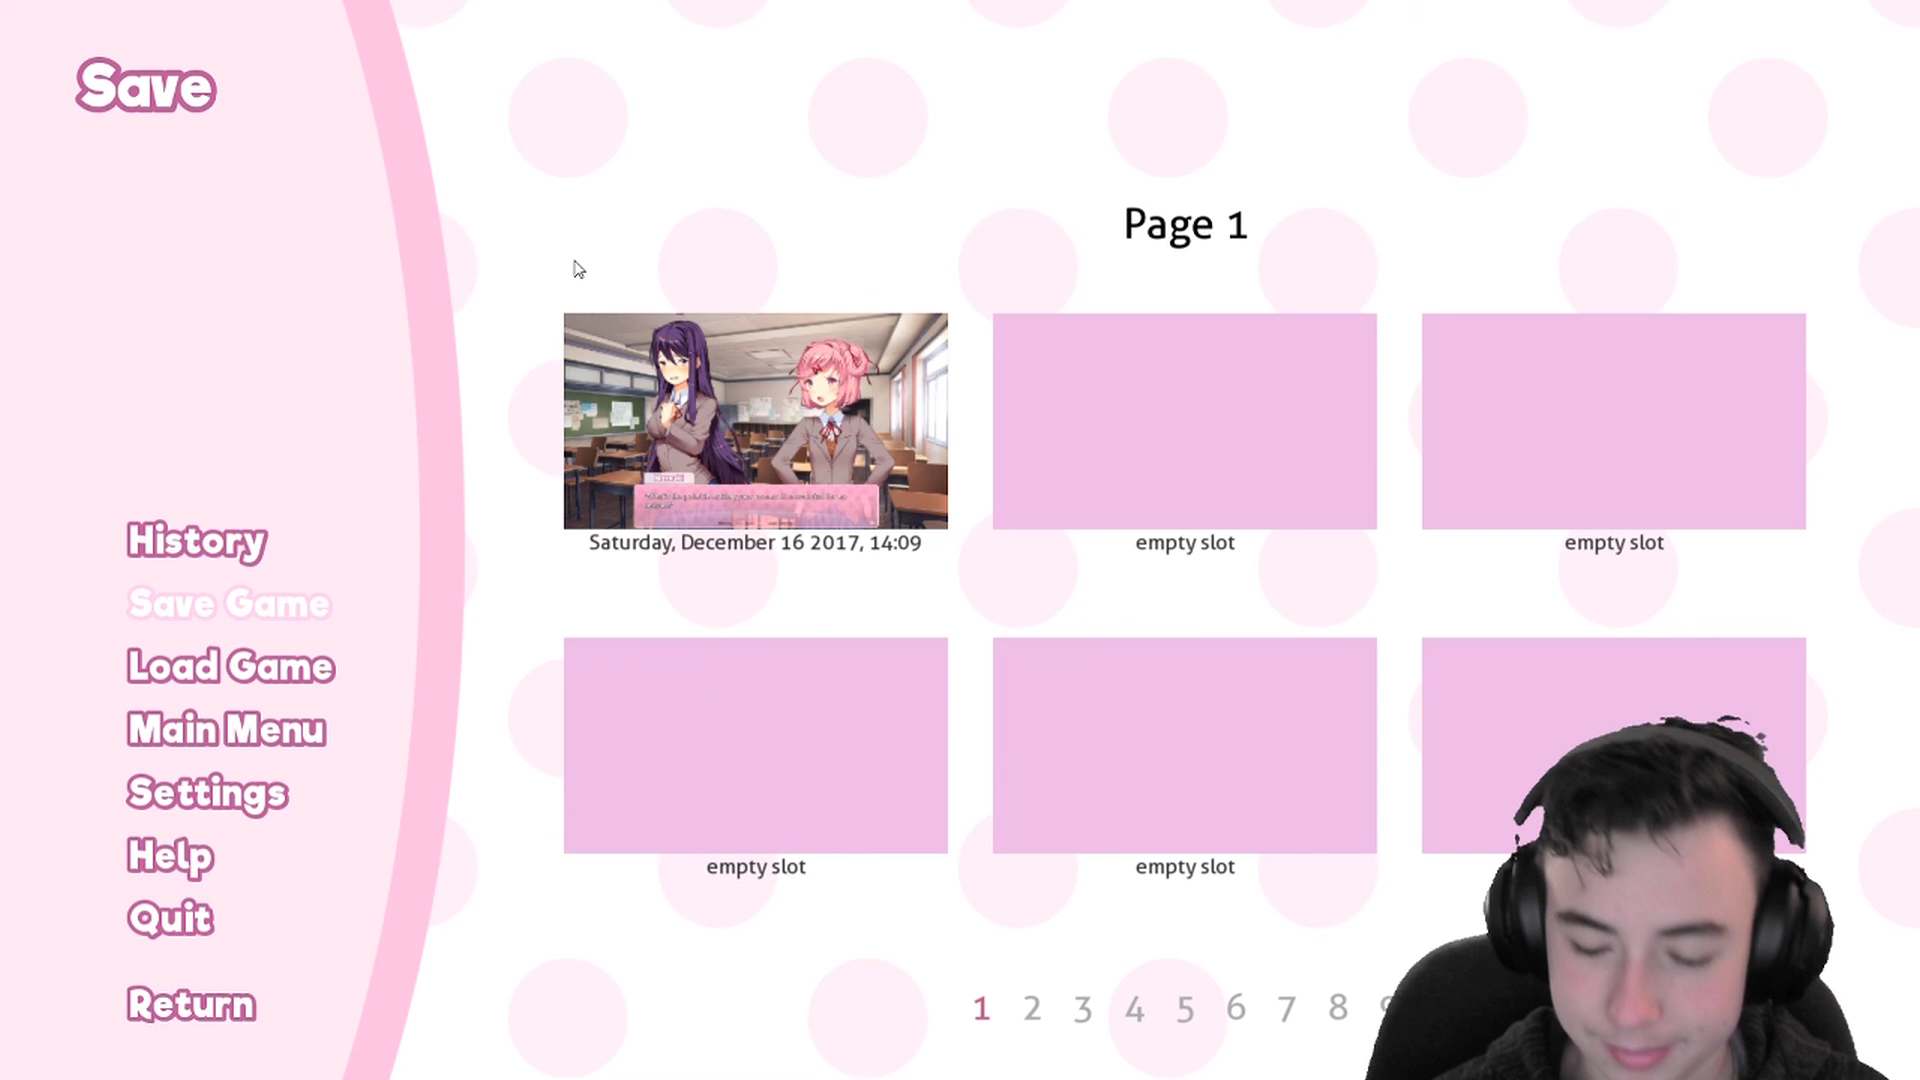 Save
Page 1
Saturday, December 16 2017, 14:09
empty slot
empty slot
History
Save Game
Load Game
Main Menu
Settings
Help
Quit
Return
empty slot
empty slot
1 2 3 4 5 6 7 8